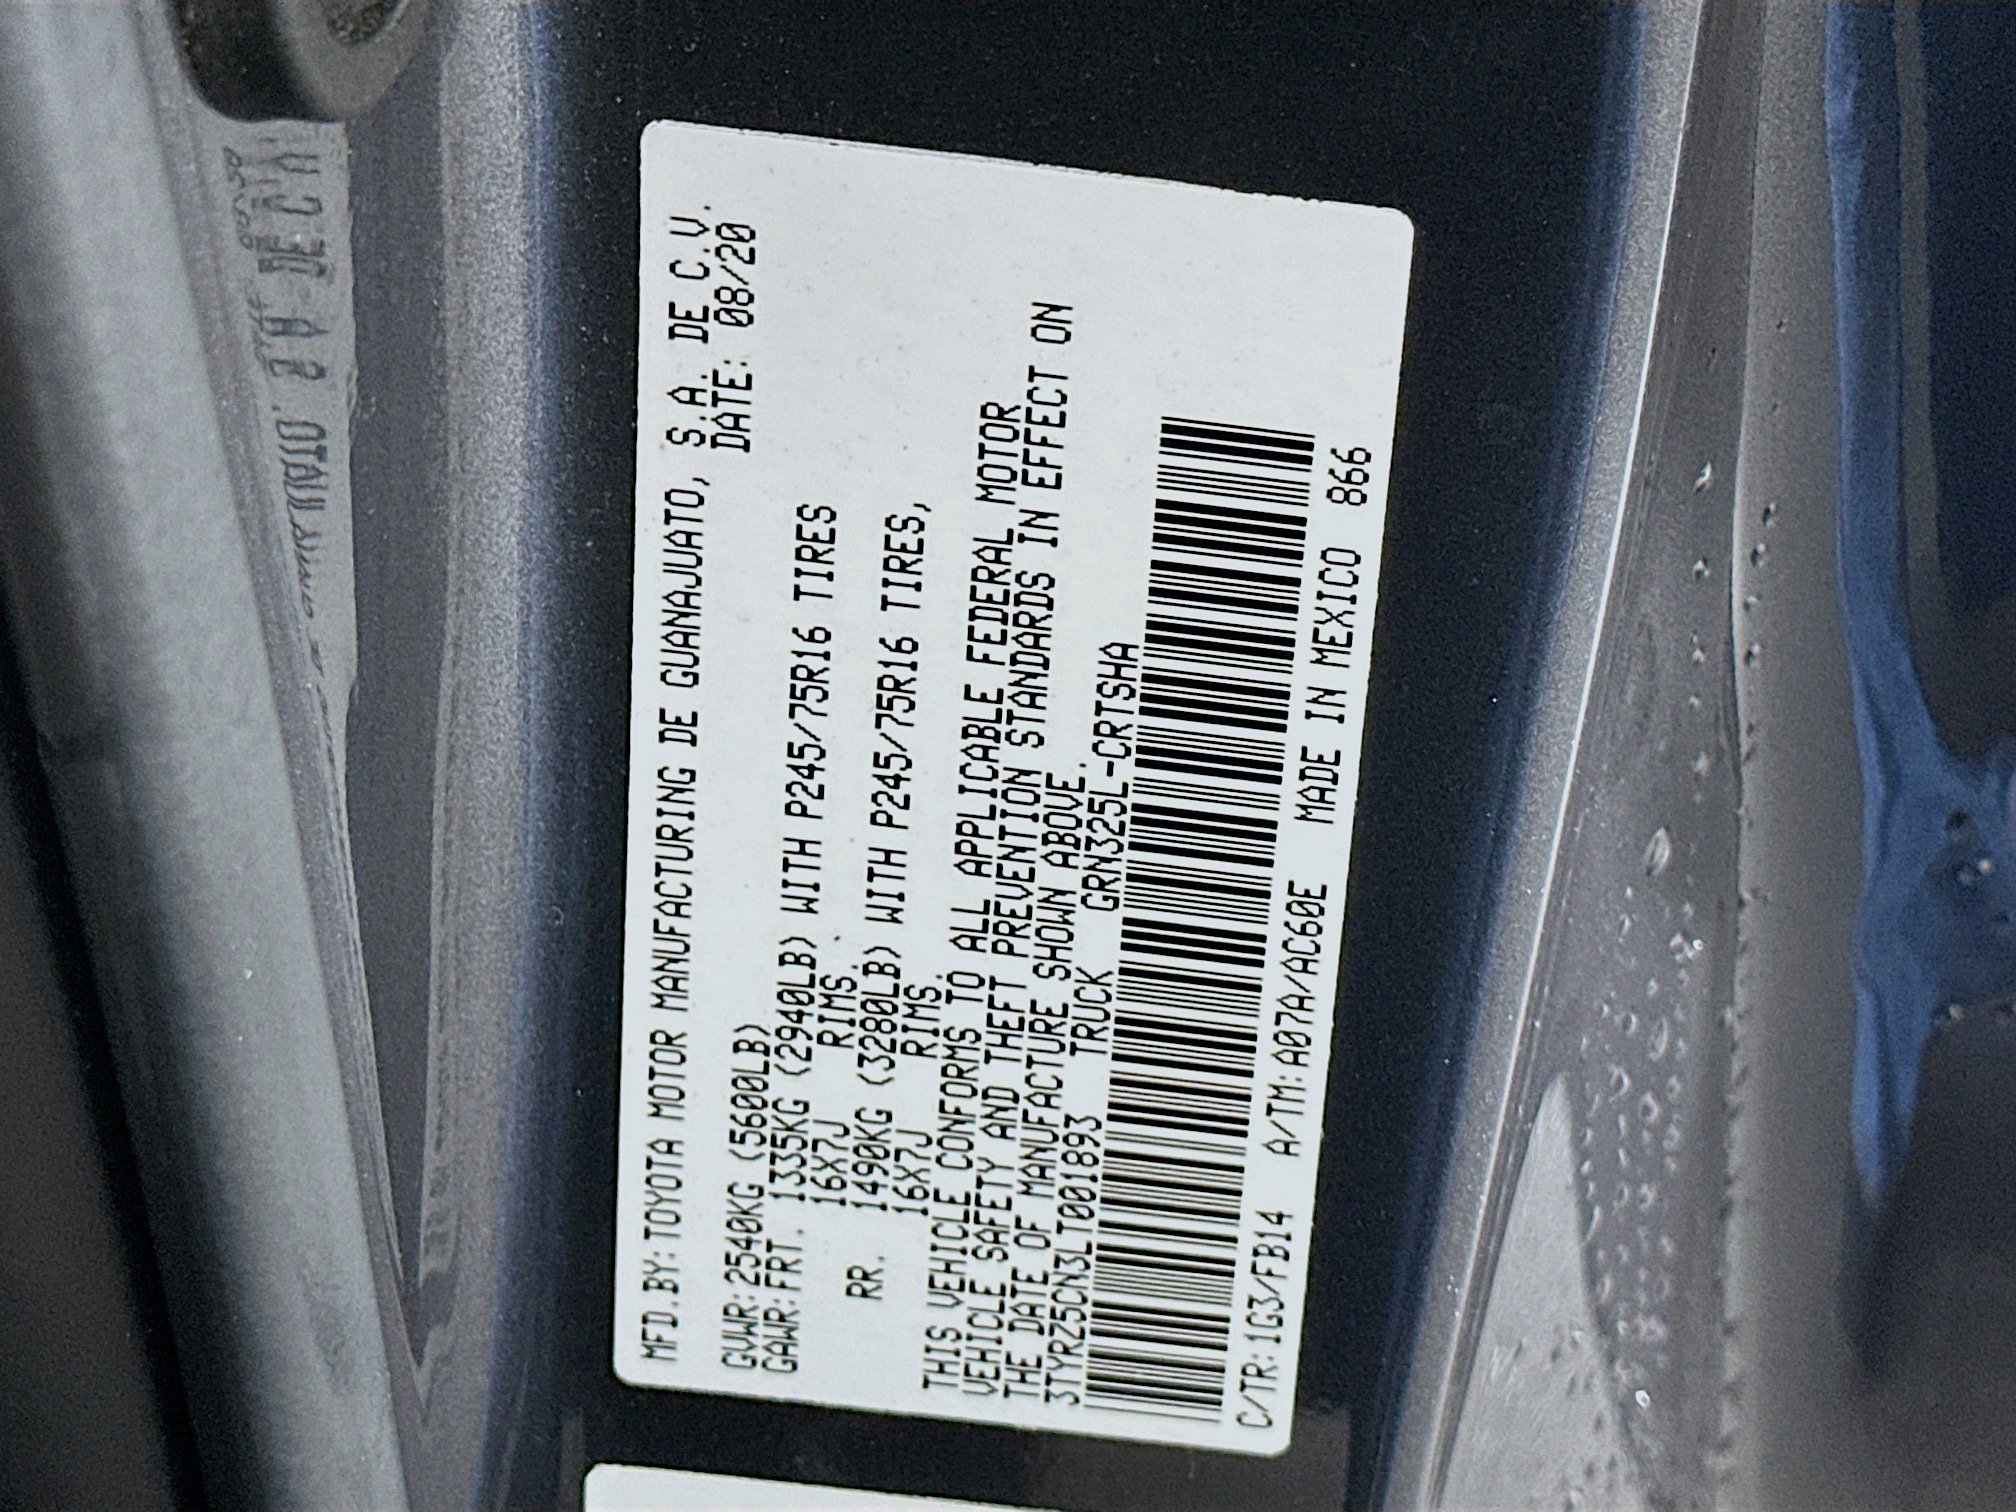 MFD.BY:TOYOTA MOTOR MANUFACTURING DE GUANAJUATO, S.A. DE C.V.
DATE: 08/20
GVWR:2540KG (5600LB)
GAWR:FRT. 1335KG (2940LB) WITH P245/75R16 TIRES
16X7J RIMS.
RR. 1490KG (3280LB) WITH P245/75R16 TIRES,
16X7J RIMS.
THIS VEHICLE CONFORMS TO ALL APPLICABLE FEDERAL MOTOR
VEHICLE SAFETY AND THEFT PREVENTION STANDARDS IN EFFECT ON
THE DATE OF MANUFACTURE SHOWN ABOVE.
3TYRZ5CN3LT001893 TRUCK GRN325L-CRTSHA
C/TR:1G3/FB14 A/TM:A07A/AC60E MADE IN MEXICO 866